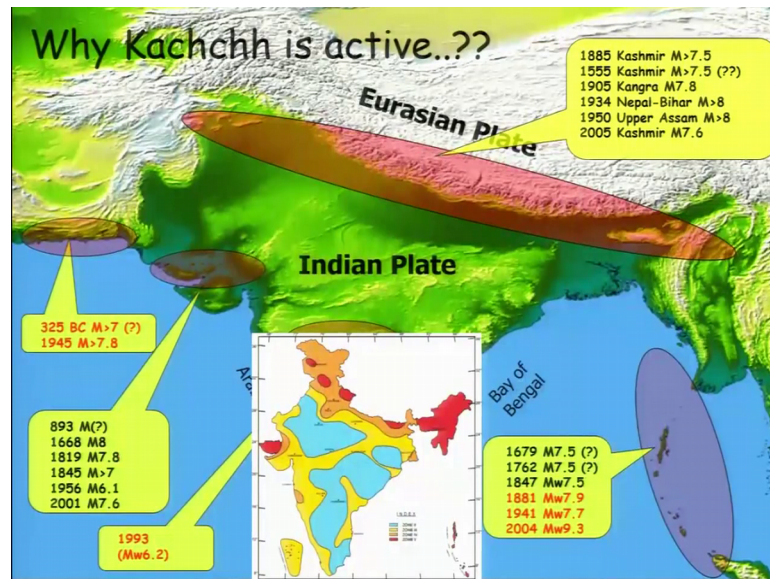 Why Kachchh is active..??
1885 Kashmir M>7.5
1555 Kashmir M>7.5 (??)
1905 Kangra M7.8
1934 Nepal-Bihar M>8
1950 Upper Assam M>8
2005 Kashmir M7.6
Eurasian Plate
Indian Plate
325 BC M>7 (?)
1945 M>7.8
Bay of
Bengal
893 M(?)
1668 M8
1819 M7.8
1845 M>7
1956 M6.1
2001 M7.6
1679 M7.5 (?)
1762 M7.5 (?)
1847 Mw7.5
1881 Mw7.9
1941 Mw7.7
2004 Mw9.3
1993
(Mw6.2)
INDEX